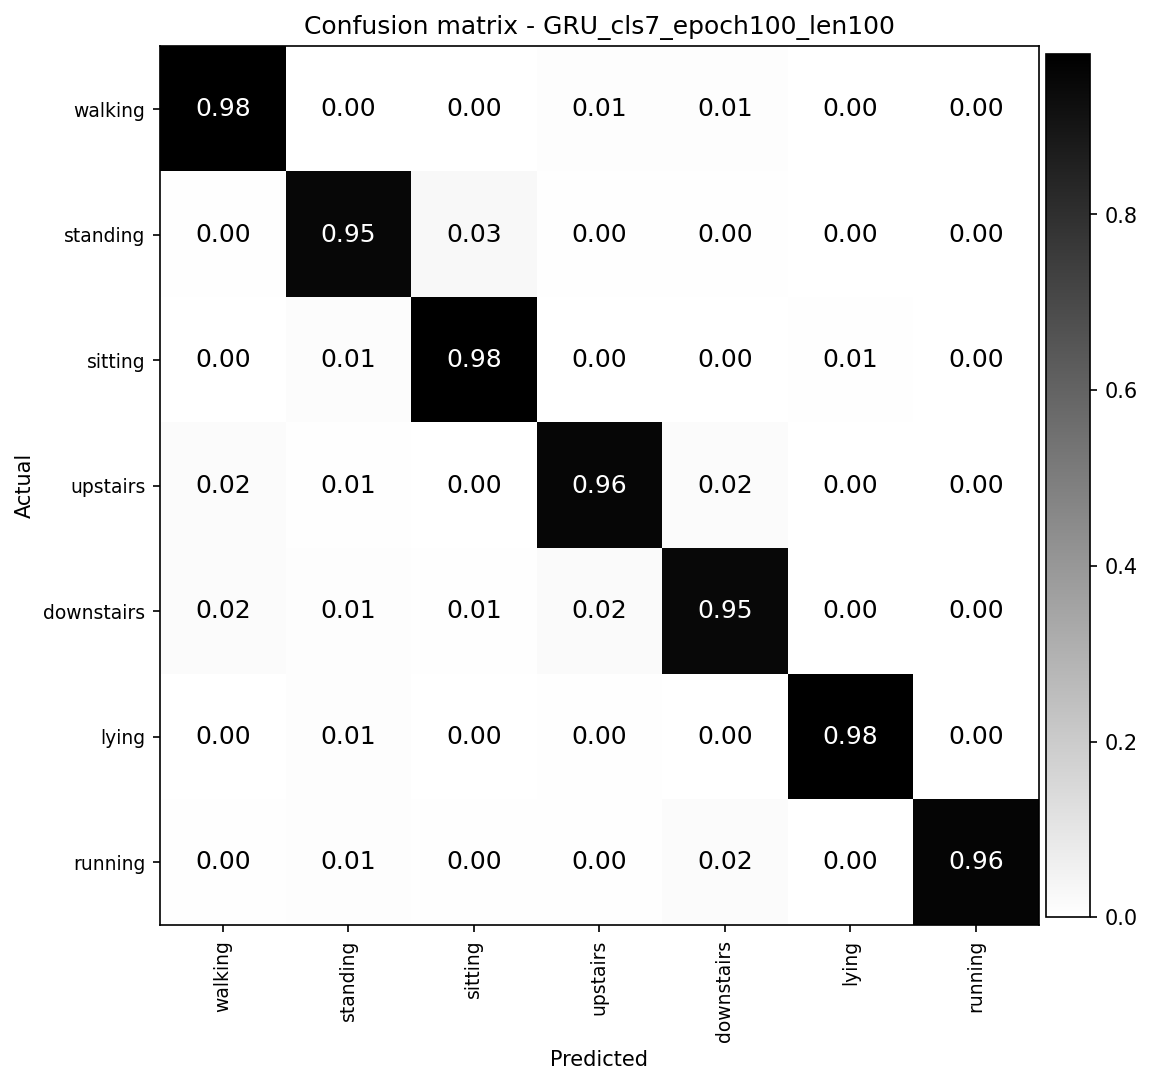 Confusion matrix - GRU_cls7_epoch100_len100
walking 0.98 0.00 0.00 0.01 0.01 0.00 0.00
standing 0.00 0.95 0.03 0.00 0.00 0.00 0.00
sitting 0.00 0.01 0.98 0.00 0.00 0.01 0.00
upstairs 0.02 0.01 0.00 0.96 0.02 0.00 0.00
downstairs 0.02 0.01 0.01 0.02 0.95 0.00 0.00
lying 0.00 0.01 0.00 0.00 0.00 0.98 0.00
running 0.00 0.01 0.00 0.00 0.02 0.00 0.96
Actual
walking standing sitting upstairs downstairs lying running
Predicted
0.8
0.6
0.4
0.2
0.0